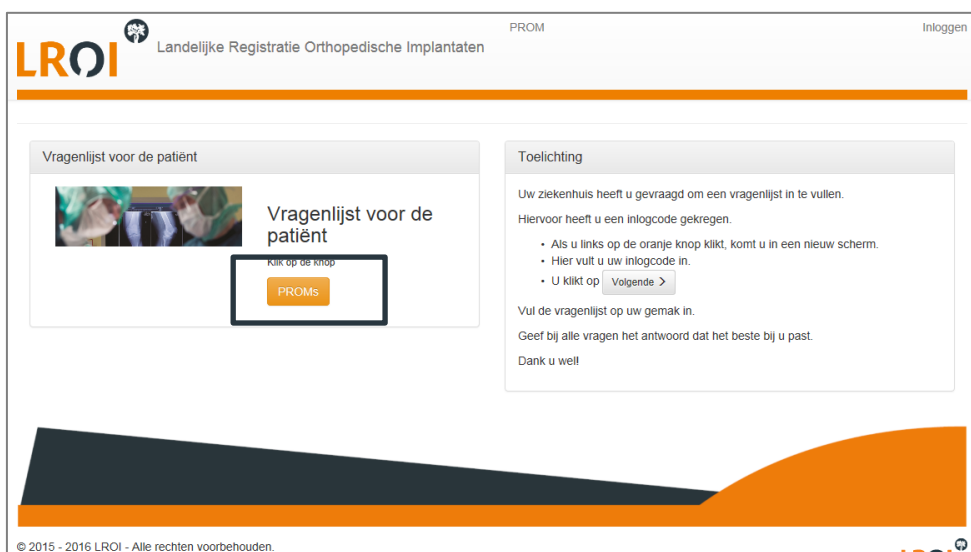 PROM
Inloggen
LROI
Landelijke Registratie Orthopedische Implantaten
Vragenlijst voor de patiënt
Vragenlijst voor de
patiënt
Klik op de knop
PROMs
Toelichting
Uw ziekenhuis heeft u gevraagd om een vragenlijst in te vullen.
Hiervoor heeft u een inlogcode gekregen.
• Als u links op de oranje knop klikt, komt u in een nieuw scherm.
• Hier vult u uw inlogcode in.
• U klikt op Volgende >
Vul de vragenlijst op uw gemak in.
Geef bij alle vragen het antwoord dat het beste bij u past.
Dank u wel!
© 2015 - 2016 LROI - Alle rechten voorbehouden.
LROI